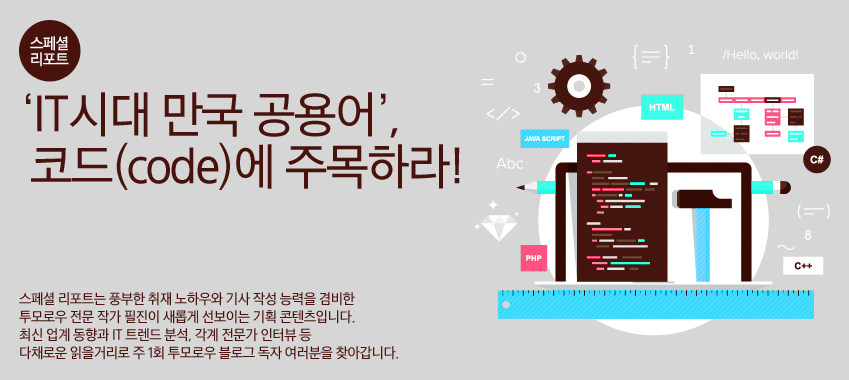 스페셜
리포트
‘IT시대 만국 공용어’,
코드(code)에 주목하라!
스페셜 리포트는 풍부한 취재 노하우와 기사 작성 능력을 겸비한
투모로우 전문 작가 필진이 새롭게 선보이는 기획 콘텐츠입니다.
최신 업계 동향과 IT 트렌드 분석, 각계 전문가 인터뷰 등
다채로운 읽을거리로 주 1회 투모로우 블로그 독자 여러분을 찾아갑니다.
1
/Hello, world!
3
HTML
</>
JAVA SCRIPT
Abc
C#
8
PHP
C++